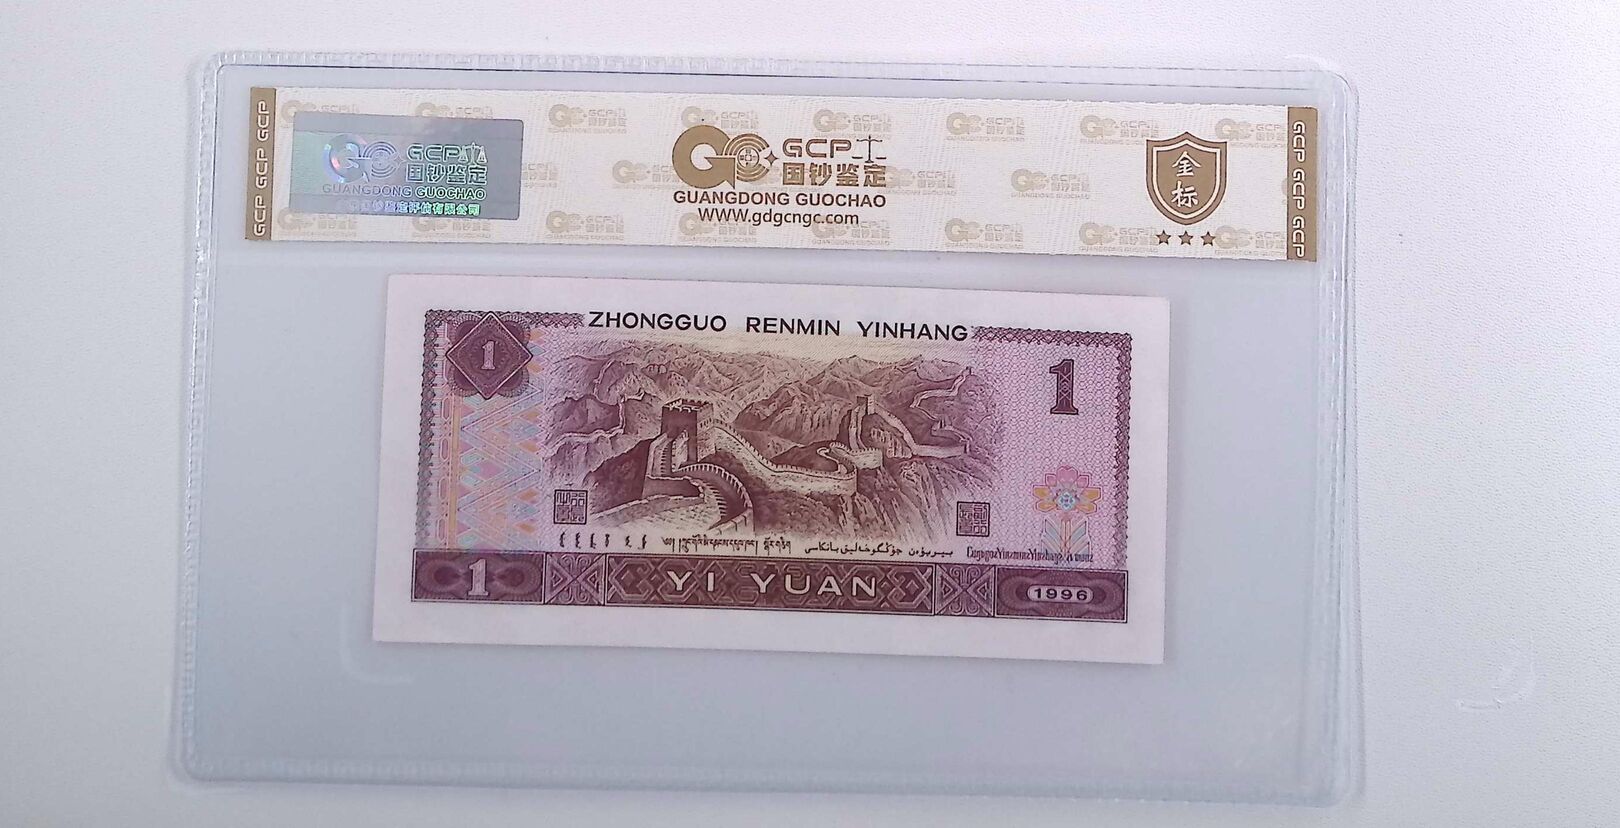 GCP GCP GCP
GCP
国钞鉴定
GUANGDONG GUOCHAO
GCP
国钞鉴定
GUANGDONG GUOCHAO
www.gdgcngc.com
金标
GCP GCP GCP
ZHONGGUO RENMIN YINHANG
1
1
1
YI YUAN
1996